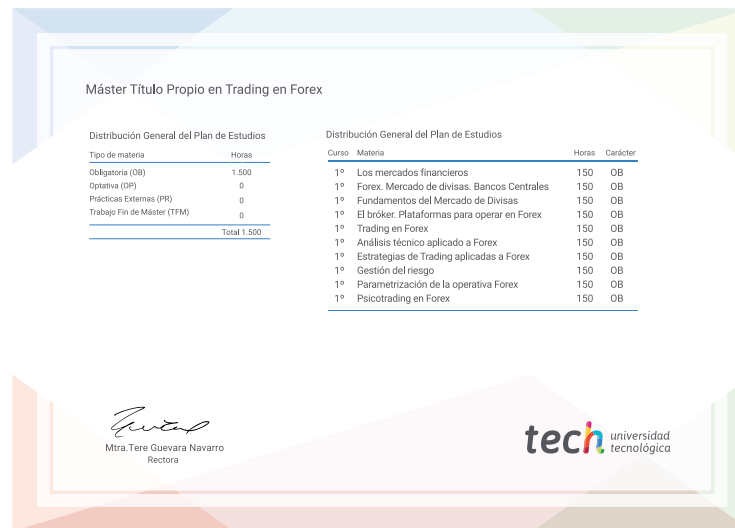 Máster Título Propio en Trading en Forex
Distribución General del Plan de Estudios
Tipo de materia Horas
Obligatoria (OB) 1.500
Optativa (OP) 0
Prácticas Externas (PR) 0
Trabajo Fin de Máster (TFM) 0
Total 1.500
Distribución General del Plan de Estudios
Curso Materia Horas Carácter
1º Los mercados financieros 150 OB
1º Forex. Mercado de divisas. Bancos Centrales 150 OB
1º Fundamentos del Mercado de Divisas 150 OB
1º El bróker. Plataformas para operar en Forex 150 OB
1º Trading en Forex 150 OB
1º Análisis técnico aplicado a Forex 150 OB
1º Estrategias de Trading aplicadas a Forex 150 OB
1º Gestión del riesgo 150 OB
1º Parametrización de la operativa Forex 150 OB
1º Psicotrading en Forex 150 OB
Mtra.Tere Guevara Navarro
Rectora
tech universidad
tecnológica